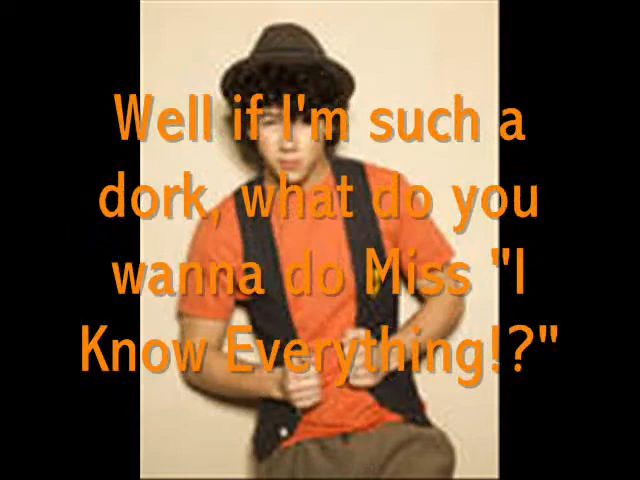 Well if I'm such a
dork, what do you
wanna do Miss "I
Know Everything!?"